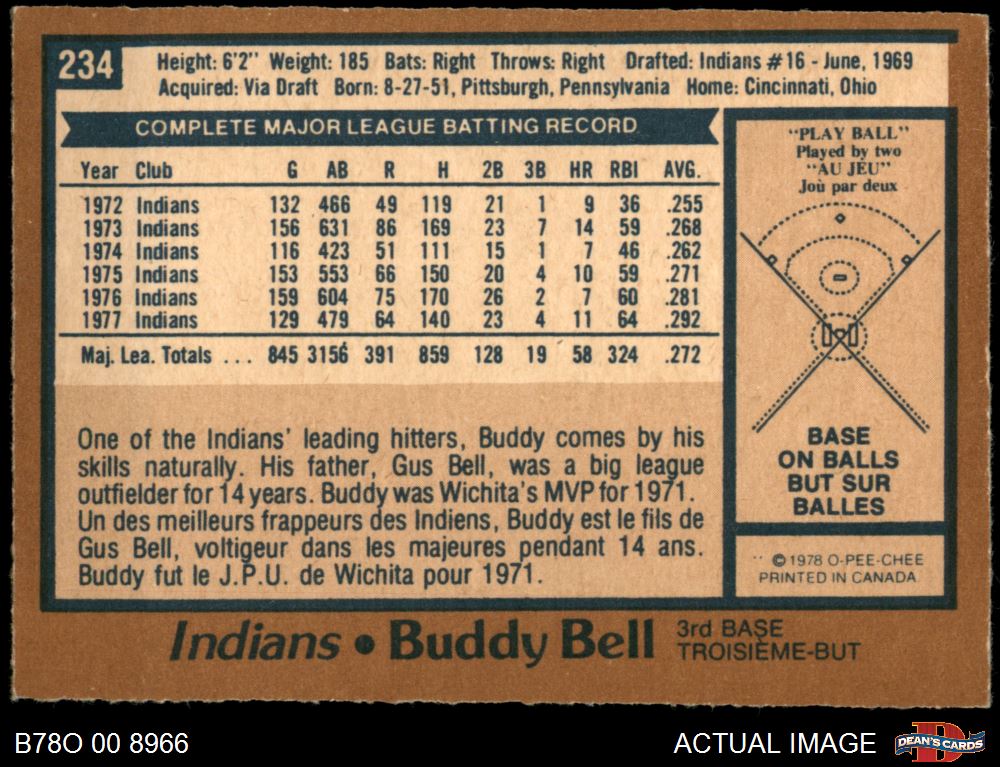 234
Height: 6'2" Weight: 185 Bats: Right Throws: Right Drafted: Indians #16 - June, 1969
Acquired: Via Draft Born: 8-27-51, Pittsburgh, Pennsylvania Home: Cincinnati, Ohio
COMPLETE MAJOR LEAGUE BATTING RECORD
Year Club G AB R H 2B 3B HR RBI AVG.
1972 Indians 132 466 49 119 21 1 9 36 .255
1973 Indians 156 631 86 169 23 7 14 59 .268
1974 Indians 116 423 51 111 15 1 7 46 .262
1975 Indians 153 553 66 150 20 4 10 59 .271
1976 Indians 159 604 75 170 26 2 7 60 .281
1977 Indians 129 479 64 140 23 4 11 64 .292
Maj. Lea. Totals ... 845 3156 391 859 128 19 58 324 .272
One of the Indians' leading hitters, Buddy comes by his
skills naturally. His father, Gus Bell, was a big league
outfielder for 14 years. Buddy was Wichita's MVP for 1971.
Un des meilleurs frappeurs des Indiens, Buddy est le fils de
Gus Bell, voltigeur dans les majeures pendant 14 ans.
Buddy fut le J.P.U. de Wichita pour 1971.
"PLAY BALL"
Played by two
"AU JEU"
Joù par deux
BASE
ON BALLS
BUT SUR
BALLES
©1978 O-PEE-CHEE
PRINTED IN CANADA
Indians • Buddy Bell 3rd BASE
TROISIÈME-BUT
B78O 00 8966
ACTUAL IMAGE
D
DEAN'S CARDS